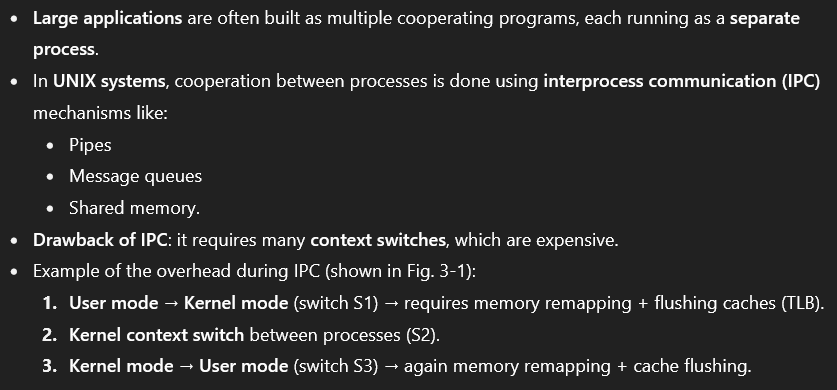 • Large applications are often built as multiple cooperating programs, each running as a separate
process.
• In UNIX systems, cooperation between processes is done using interprocess communication (IPC)
mechanisms like:
• Pipes
• Message queues
• Shared memory.
• Drawback of IPC: it requires many context switches, which are expensive.
• Example of the overhead during IPC (shown in Fig. 3-1):
1. User mode → Kernel mode (switch S1) → requires memory remapping + flushing caches (TLB).
2. Kernel context switch between processes (S2).
3. Kernel mode → User mode (switch S3) → again memory remapping + cache flushing.